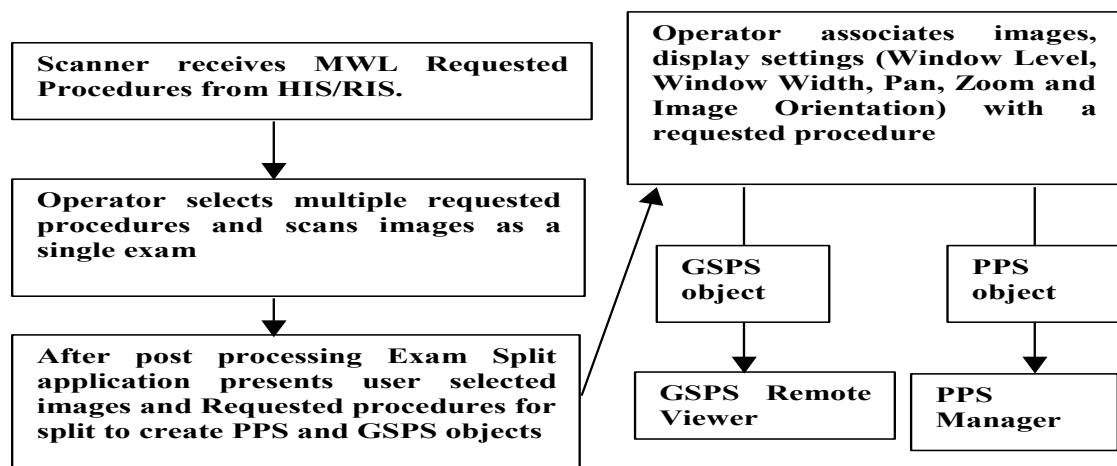 Scanner receives MWL Requested
Procedures from HIS/RIS.
Operator selects multiple requested
procedures and scans images as a
single exam
After post processing Exam Split
application presents user selected
images and Requested procedures for
split to create PPS and GSPS objects
Operator associates images,
display settings (Window Level,
Window Width, Pan, Zoom and
Image Orientation) with a
requested procedure
GSPS
object
PPS
object
GSPS Remote
Viewer
PPS
Manager